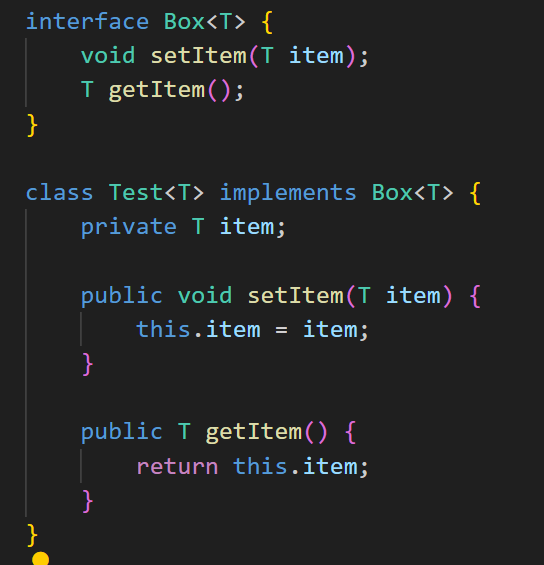 interface Box<T> {
    void setItem(T item);
    T getItem();
}
class Test<T> implements Box<T> {
    private T item;
    public void setItem(T item) {
        this.item = item;
    }
    public T getItem() {
        return this.item;
    }
}